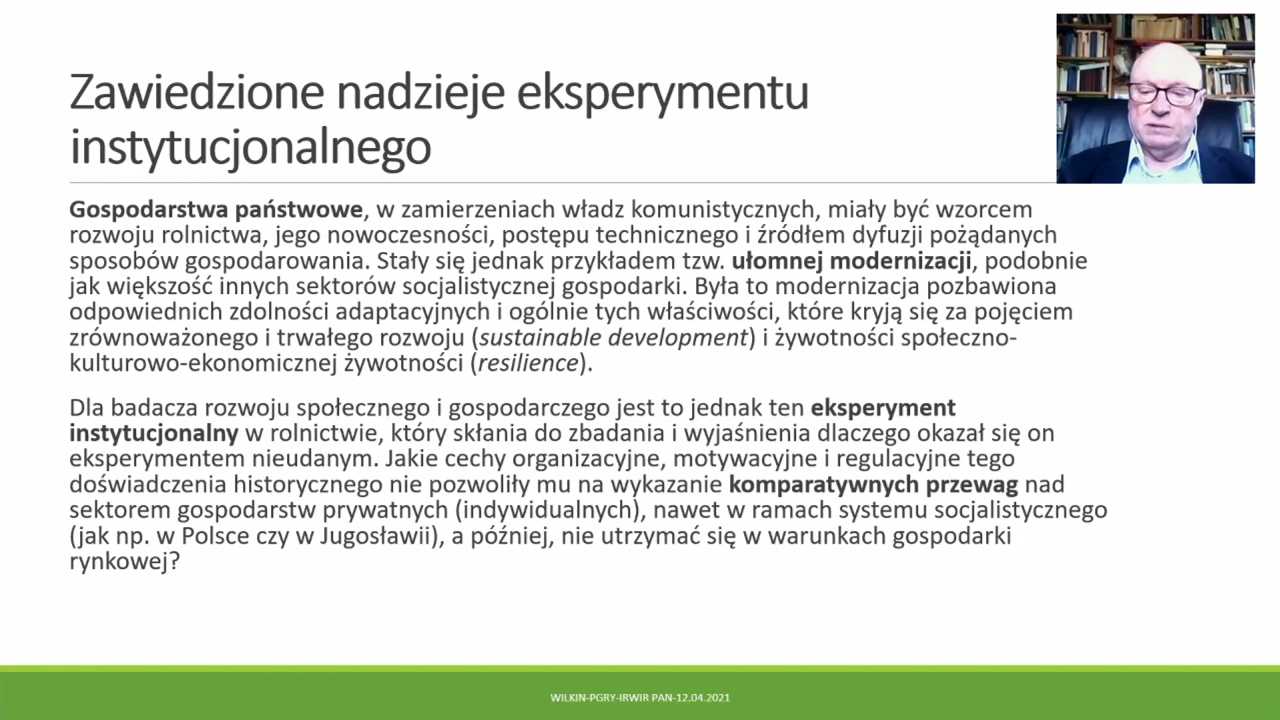 Zawiedzione nadzieje eksperymentu
instytucjonalnego
Gospodarstwa państwowe, w zamierzeniach władz komunistycznych, miały być wzorcem
rozwoju rolnictwa, jego nowoczesności, postępu technicznego i źródłem dyfuzji pożądanych
sposobów gospodarowania. Stały się jednak przykładem tzw. ułomnej modernizacji, podobnie
jak większość innych sektorów socjalistycznej gospodarki. Była to modernizacja pozbawiona
odpowiednich zdolności adaptacyjnych i ogólnie tych właściwości, które kryją się za pojęciem
zrównoważonego i trwałego rozwoju (sustainable development) i żywotności społeczno-
kulturowo-ekonomicznej żywotności (resilience).
Dla badacza rozwoju społecznego i gospodarczego jest to jednak ten eksperyment
instytucjonalny w rolnictwie, który skłania do zbadania i wyjaśnienia dlaczego okazał się on
eksperymentem nieudanym. Jakie cechy organizacyjne, motywacyjne i regulacyjne tego
doświadczenia historycznego nie pozwoliły mu na wykazanie komparatywnych przewag nad
sektorem gospodarstw prywatnych (indywidualnych), nawet w ramach systemu socjalistycznego
(jak np. w Polsce czy w Jugosławii), a później, nie utrzymać się w warunkach gospodarki
rynkowej?
WILKIN-PGRY-IRWIR PAN-12.04.2021